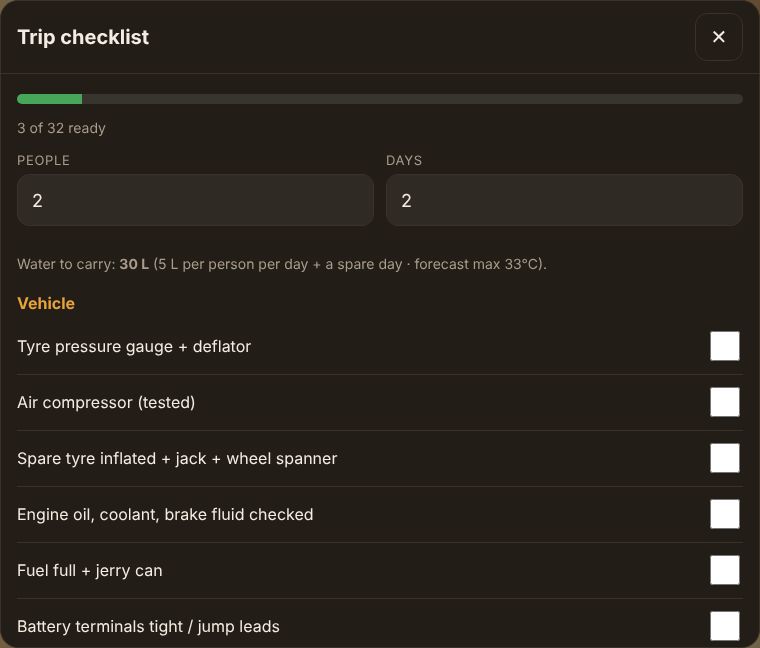 Trip checklist
3 of 32 ready
PEOPLE
DAYS
2
2
Water to carry: 30 L (5 L per person per day + a spare day · forecast max 33°C).
Vehicle
Tyre pressure gauge + deflator
Air compressor (tested)
Spare tyre inflated + jack + wheel spanner
Engine oil, coolant, brake fluid checked
Fuel full + jerry can
Battery terminals tight / jump leads